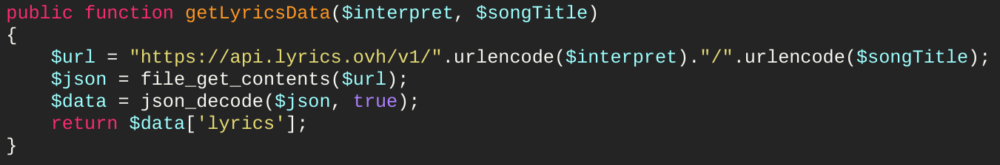 public function getLyricsData($interpret, $songTitle)
{
    $url = "https://api.lyrics.ovh/v1/".urlencode($interpret)."/".urlencode($songTitle);
    $json = file_get_contents($url);
    $data = json_decode($json, true);
    return $data['lyrics'];
}